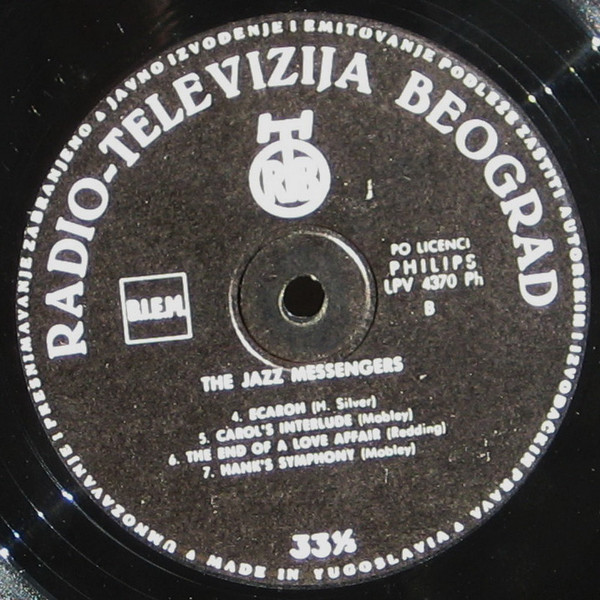 JAVNO IZVOĐENJE I EMITOVANJE PODLEŽE ZAŠTITI AUTORSKIH I IZVOĐAČKIH PRAVA
RADIO-TELEVIZIJA BEOGRAD
RTB
PO LICENCI
PHILIPS
LPV 4370 Ph
B
B.I.E.M.
THE JAZZ MESSENGERS
4. ECAROH (H. Silver)
5. CAROL'S INTERLUDE (Mobley)
6. THE END OF A LOVE AFFAIR (Redding)
7. HANK'S SYMPHONY (Mobley)
33⅓
MADE IN YUGOSLAVIA
UMNOŽAVANJE I PRESNIMAVANJE ZABRANJENO